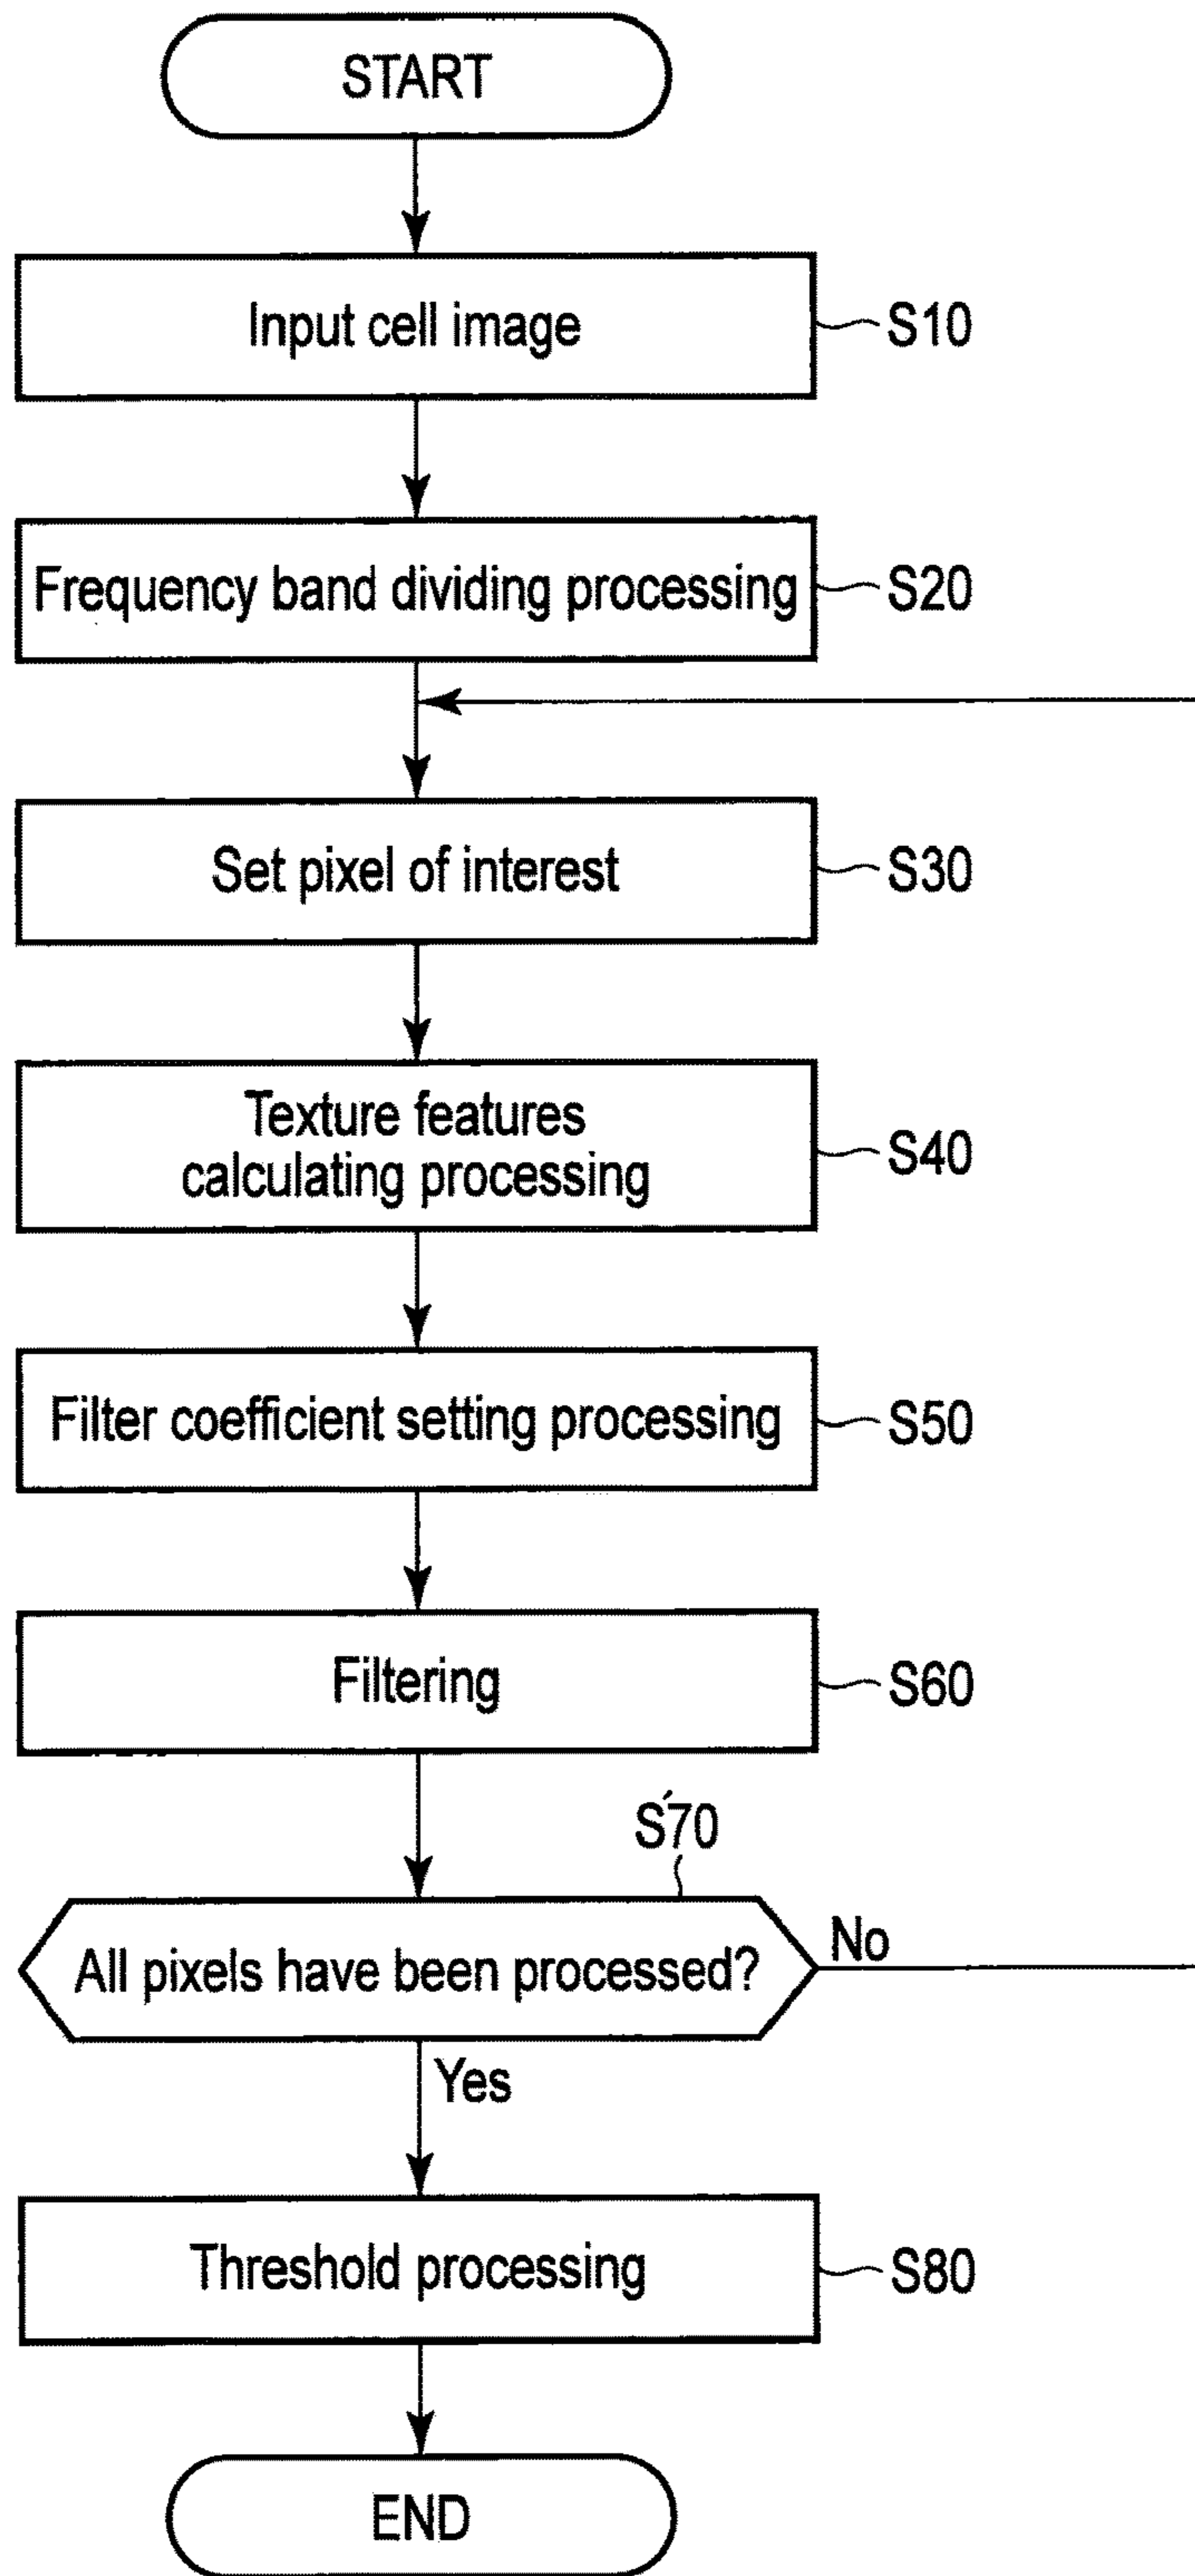 START
Input cell image
S10
Frequency band dividing processing
S20
Set pixel of interest
S30
Texture features
calculating processing
S40
Filter coefficient setting processing
S50
Filtering
S60
S70
All pixels have been processed?
No
Yes
Threshold processing
S80
END